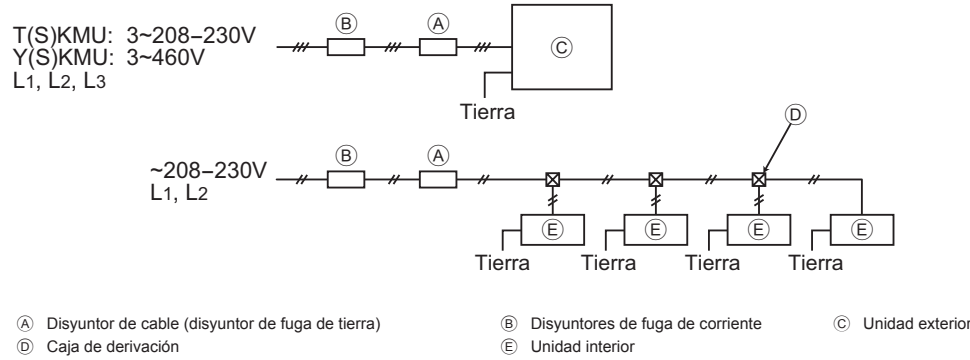 T(S)KMU: 3~208–230V
Y(S)KMU: 3~460V
L1, L2, L3
Ⓑ
Ⓐ
Ⓒ
Tierra
Ⓓ
~208–230V
L1, L2
Ⓑ
Ⓐ
Ⓔ
Ⓔ
Ⓔ
Ⓔ
Tierra
Tierra
Tierra
Tierra
Ⓐ Disyuntor de cable (disyuntor de fuga de tierra)
Ⓑ Disyuntores de fuga de corriente
Ⓒ Unidad exterior
Ⓓ Caja de derivación
Ⓔ Unidad interior